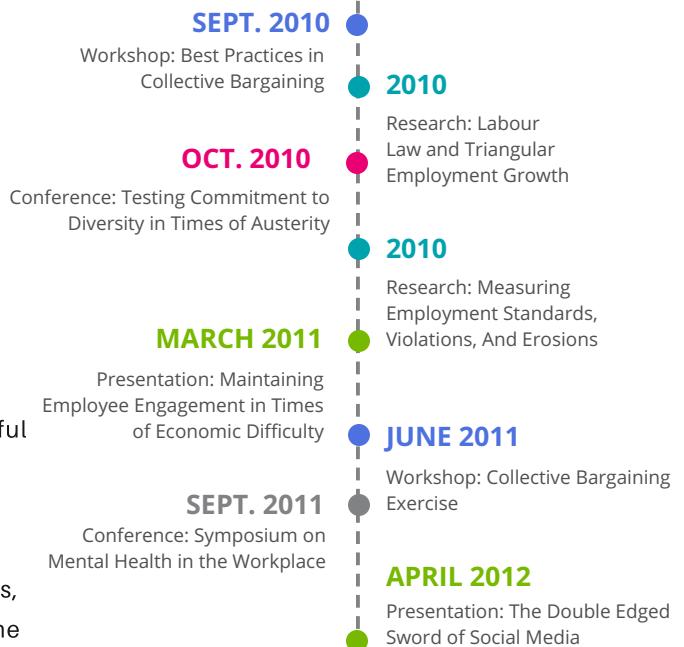 SEPT. 2010
Workshop: Best Practices in
Collective Bargaining
2010
Research: Labour
Law and Triangular
Employment Growth
OCT. 2010
Conference: Testing Commitment to
Diversity in Times of Austerity
2010
Research: Measuring
Employment Standards,
Violations, And Erosions
MARCH 2011
Presentation: Maintaining
Employee Engagement in Times
of Economic Difficulty
JUNE 2011
Workshop: Collective Bargaining
Exercise
SEPT. 2011
Conference: Symposium on
Mental Health in the Workplace
APRIL 2012
Presentation: The Double Edged
Sword of Social Media